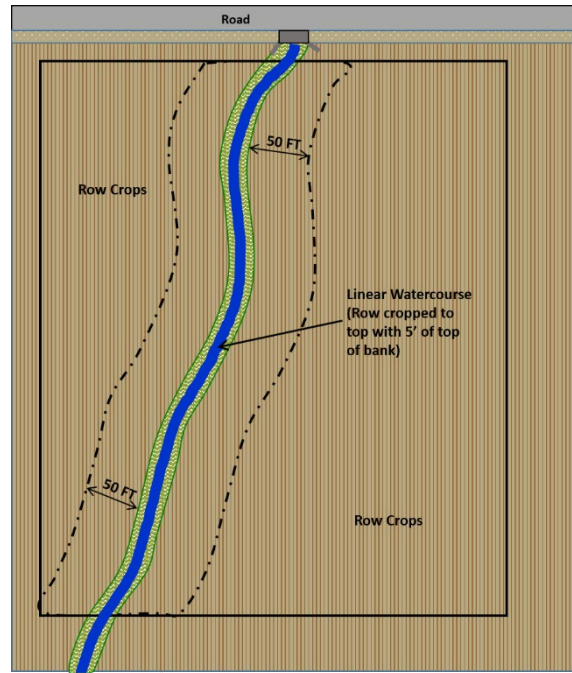 Road
50 FT
Row Crops
Linear Watercourse
(Row cropped to
top with 5' of top
of bank)
50 FT
Row Crops